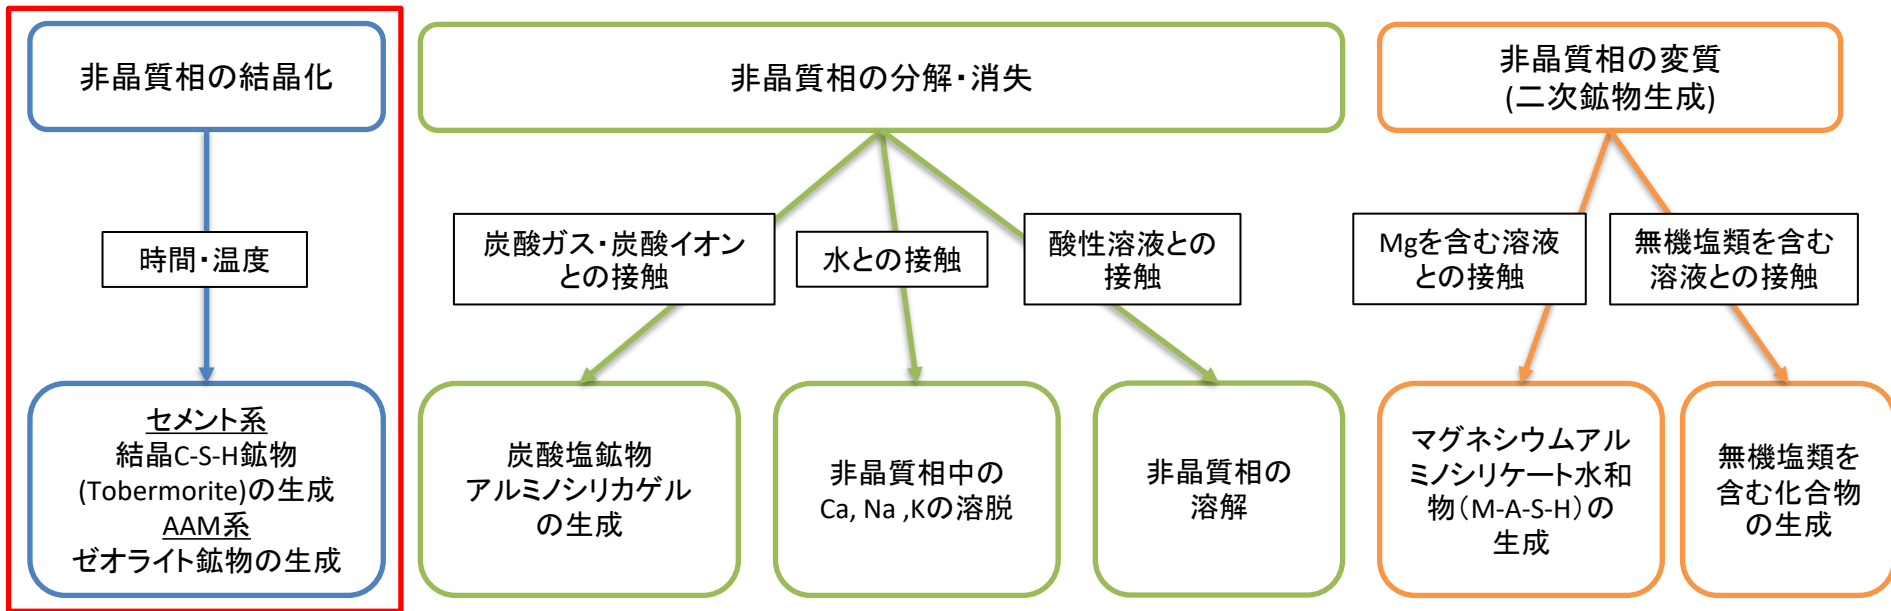 非晶質相の結晶化
非晶質相の分解・消失
非晶質相の変質
(二次鉱物生成)
時間・温度
炭酸ガス・炭酸イオン
との接触
水との接触
酸性溶液との
接触
Mgを含む溶液
との接触
無機塩類を含む
溶液との接触
セメント系
結晶C-S-H鉱物
(Tobermorite)の生成
AAM系
ゼオライト鉱物の生成
炭酸塩鉱物
アルミノシリカゲル
の生成
非晶質相中の
Ca, Na ,Kの溶脱
非晶質相の
溶解
マグネシウムアル
ミノシリケート水和
物（M-A-S-H）の
生成
無機塩類を
含む化合物
の生成